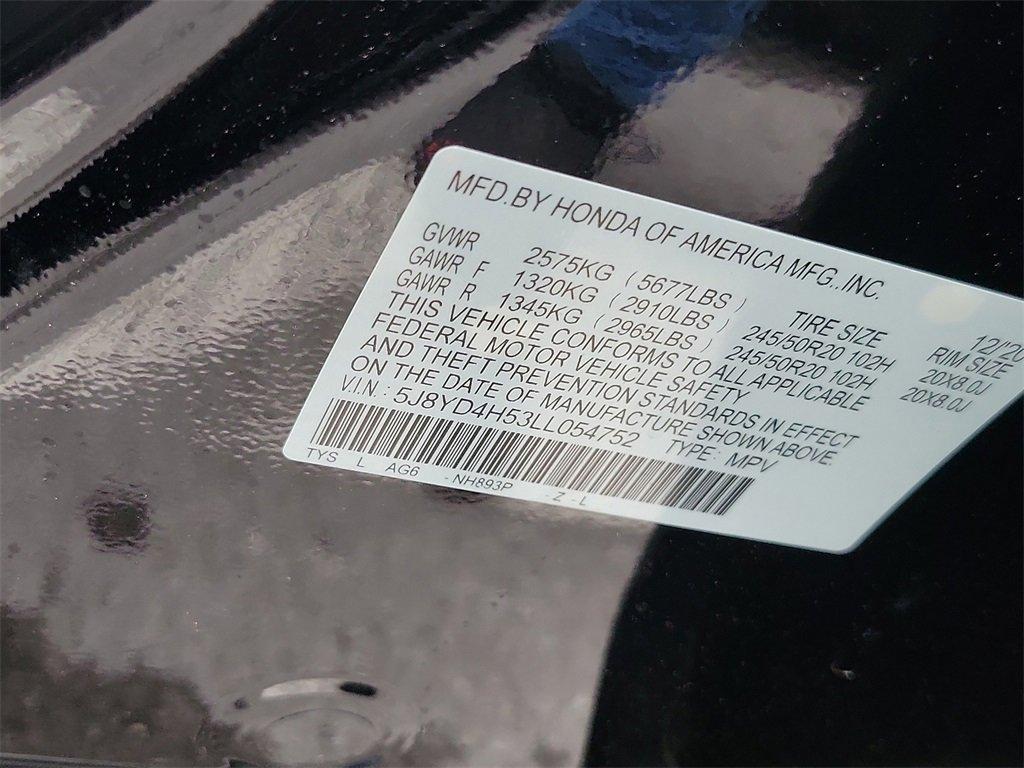 MFD.BY HONDA OF AMERICA MFG., INC.
12/20
GVWR 2575KG ( 5677LBS ) TIRE SIZE RIM SIZE
GAWR F 1320KG ( 2910LBS ) 245/50R20 102H 20X8.0J
GAWR R 1345KG ( 2965LBS ) 245/50R20 102H 20X8.0J
THIS VEHICLE CONFORMS TO ALL APPLICABLE
FEDERAL MOTOR VEHICLE SAFETY
AND THEFT PREVENTION STANDARDS IN EFFECT
ON THE DATE OF MANUFACTURE SHOWN ABOVE.
V.I.N.: 5J8YD4H53LL054752 TYPE: MPV
TYS L AG6 - NH893P - Z - L